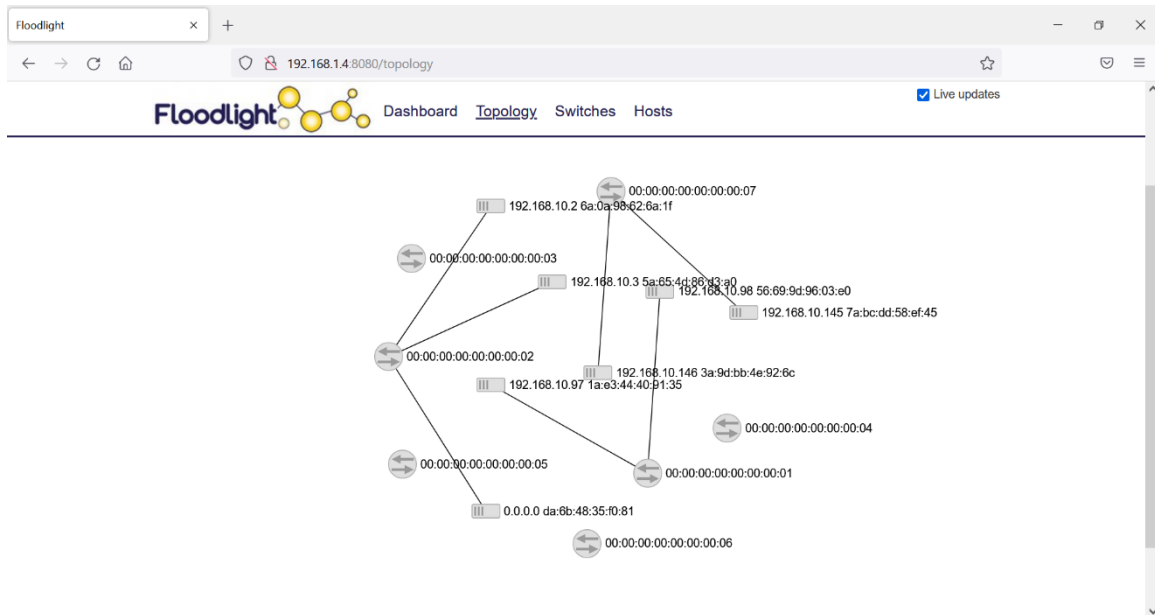 Floodlight
192.168.1.4:8080/topology
Floodlight
Dashboard Topology Switches Hosts
Live updates
00:00:00:00:00:00:00:07
192.168.10.2 6a:0a:98:62:6a:1f
00:00:00:00:00:00:00:03
192.168.10.3 5a:65:4d:86:d3:a0
192.168.10.98 56:69:9d:96:03:e0
192.168.10.145 7a:bc:dd:58:ef:45
00:00:00:00:00:00:00:02
192.168.10.146 3a:9d:bb:4e:92:6c
192.168.10.97 1a:e3:44:40:91:35
00:00:00:00:00:00:00:04
00:00:00:00:00:00:00:05
00:00:00:00:00:00:00:01
0.0.0.0 da:6b:48:35:f0:81
00:00:00:00:00:00:00:06